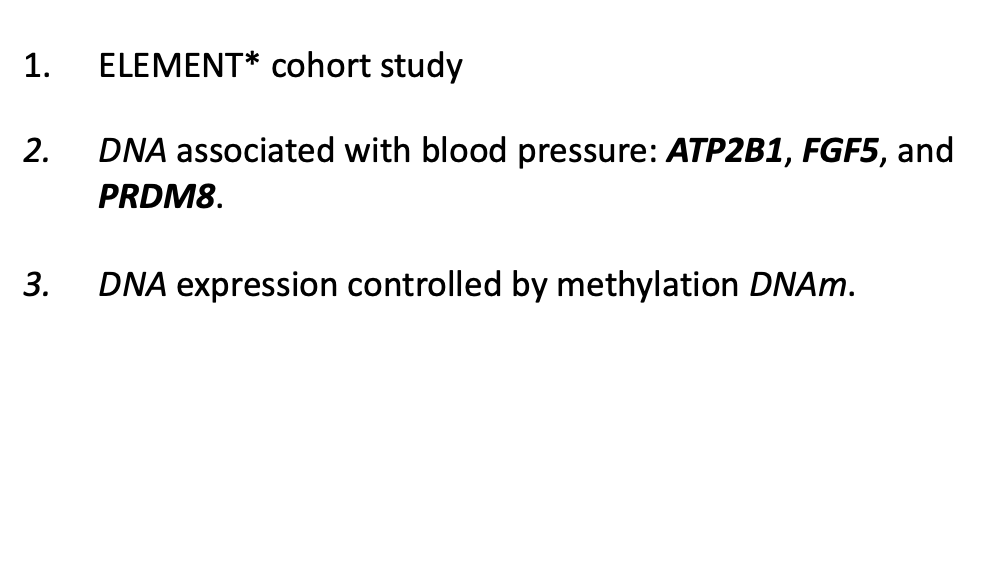 1. ELEMENT* cohort study
2. DNA associated with blood pressure: ATP2B1, FGF5, and
PRDM8.
3. DNA expression controlled by methylation DNAm.